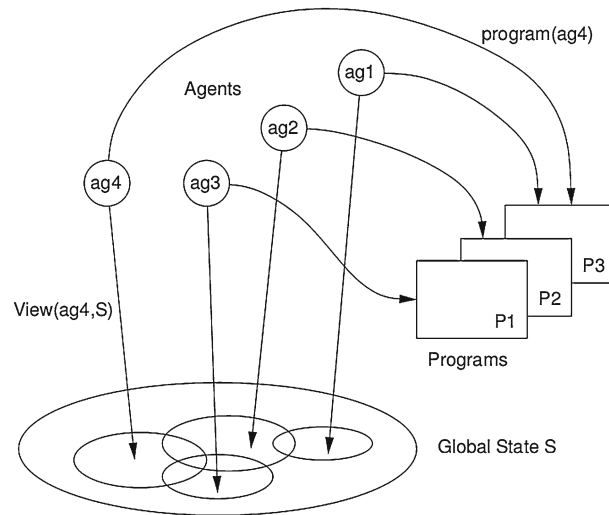 program(ag4)
Agents
ag1
ag2
ag4
ag3
P3
P2
P1
View(ag4,S)
Programs
Global State S